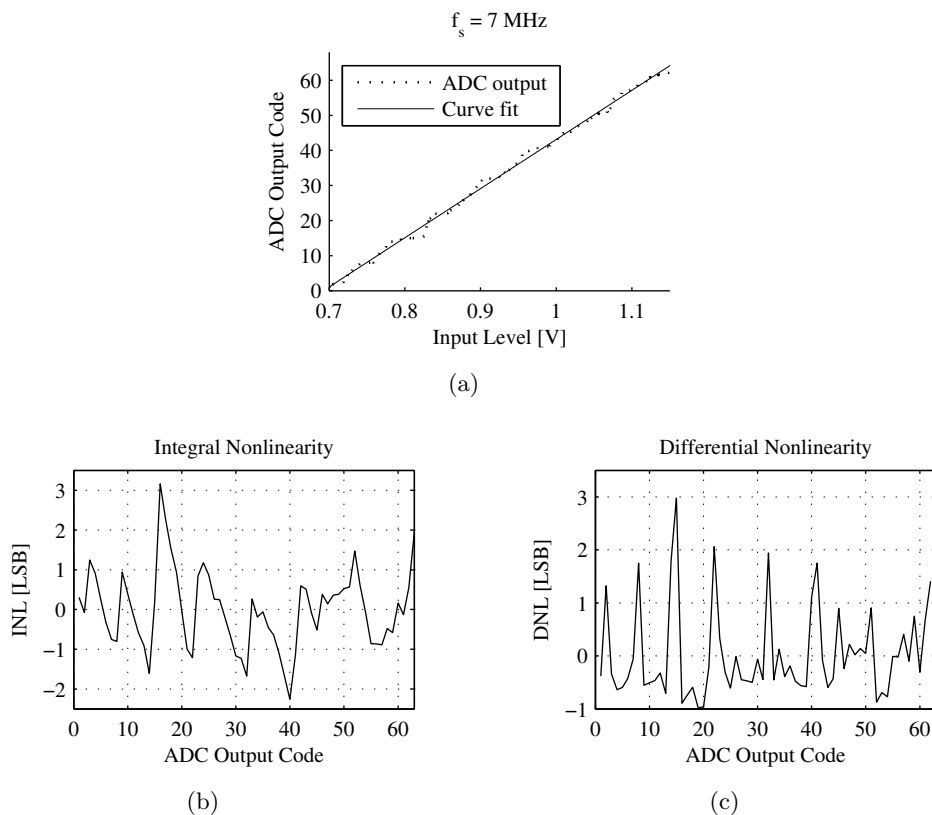 f_s = 7 MHz
ADC output
Curve fit
ADC Output Code
60
50
40
30
20
10
0
0.7 0.8 0.9 1 1.1
Input Level [V]
(a)
Integral Nonlinearity
INL [LSB]
3
2
1
0
−1
−2
0 10 20 30 40 50 60
ADC Output Code
(b)
Differential Nonlinearity
DNL [LSB]
3
2
1
0
−1
0 10 20 30 40 50 60
ADC Output Code
(c)